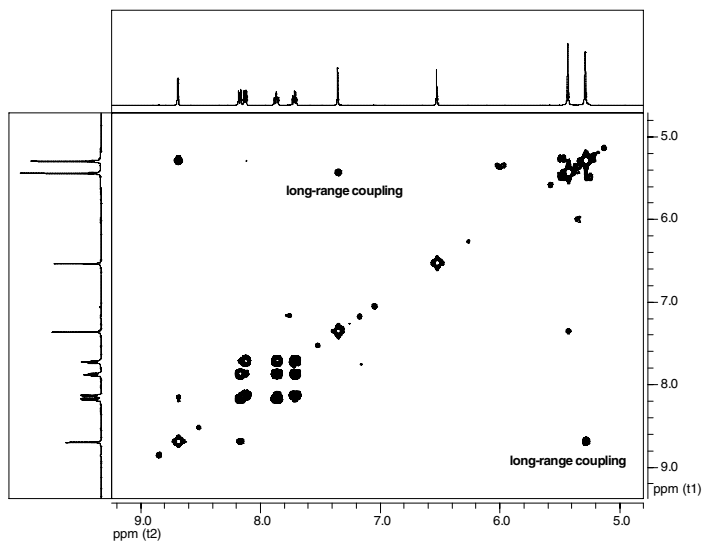 5.0
long-range coupling
6.0
7.0
8.0
long-range coupling
9.0
ppm (t1)
9.0 8.0 7.0 6.0 5.0
ppm (t2)